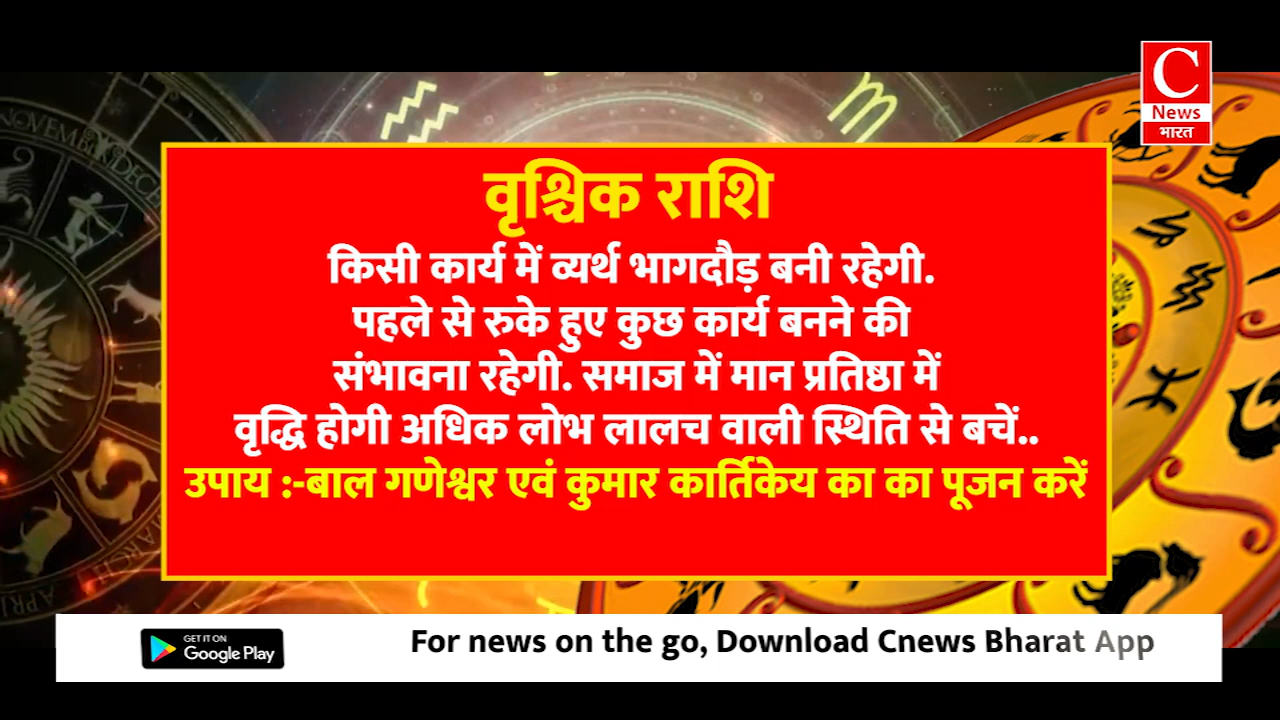 C
News
भारत
वृश्चिक राशि
किसी कार्य में व्यर्थ भागदौड़ बनी रहेगी.
पहले से रुके हुए कुछ कार्य बनने की
संभावना रहेगी. समाज में मान प्रतिष्ठा में
वृद्धि होगी अधिक लोभ लालच वाली स्थिति से बचें..
उपाय :-बाल गणेश्वर एवं कुमार कार्तिकेय का का पूजन करें
GET IT ON
Google Play
For news on the go, Download Cnews Bharat App